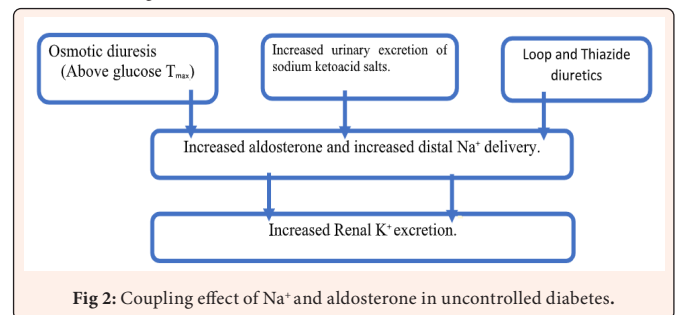 Osmotic diuresis
(Above glucose Tmax)
Increased urinary excretion of
sodium ketoacid salts.
Loop and Thiazide
diuretics
Increased aldosterone and increased distal Na⁺ delivery.
Increased Renal K⁺ excretion.
Fig 2: Coupling effect of Na⁺ and aldosterone in uncontrolled diabetes.